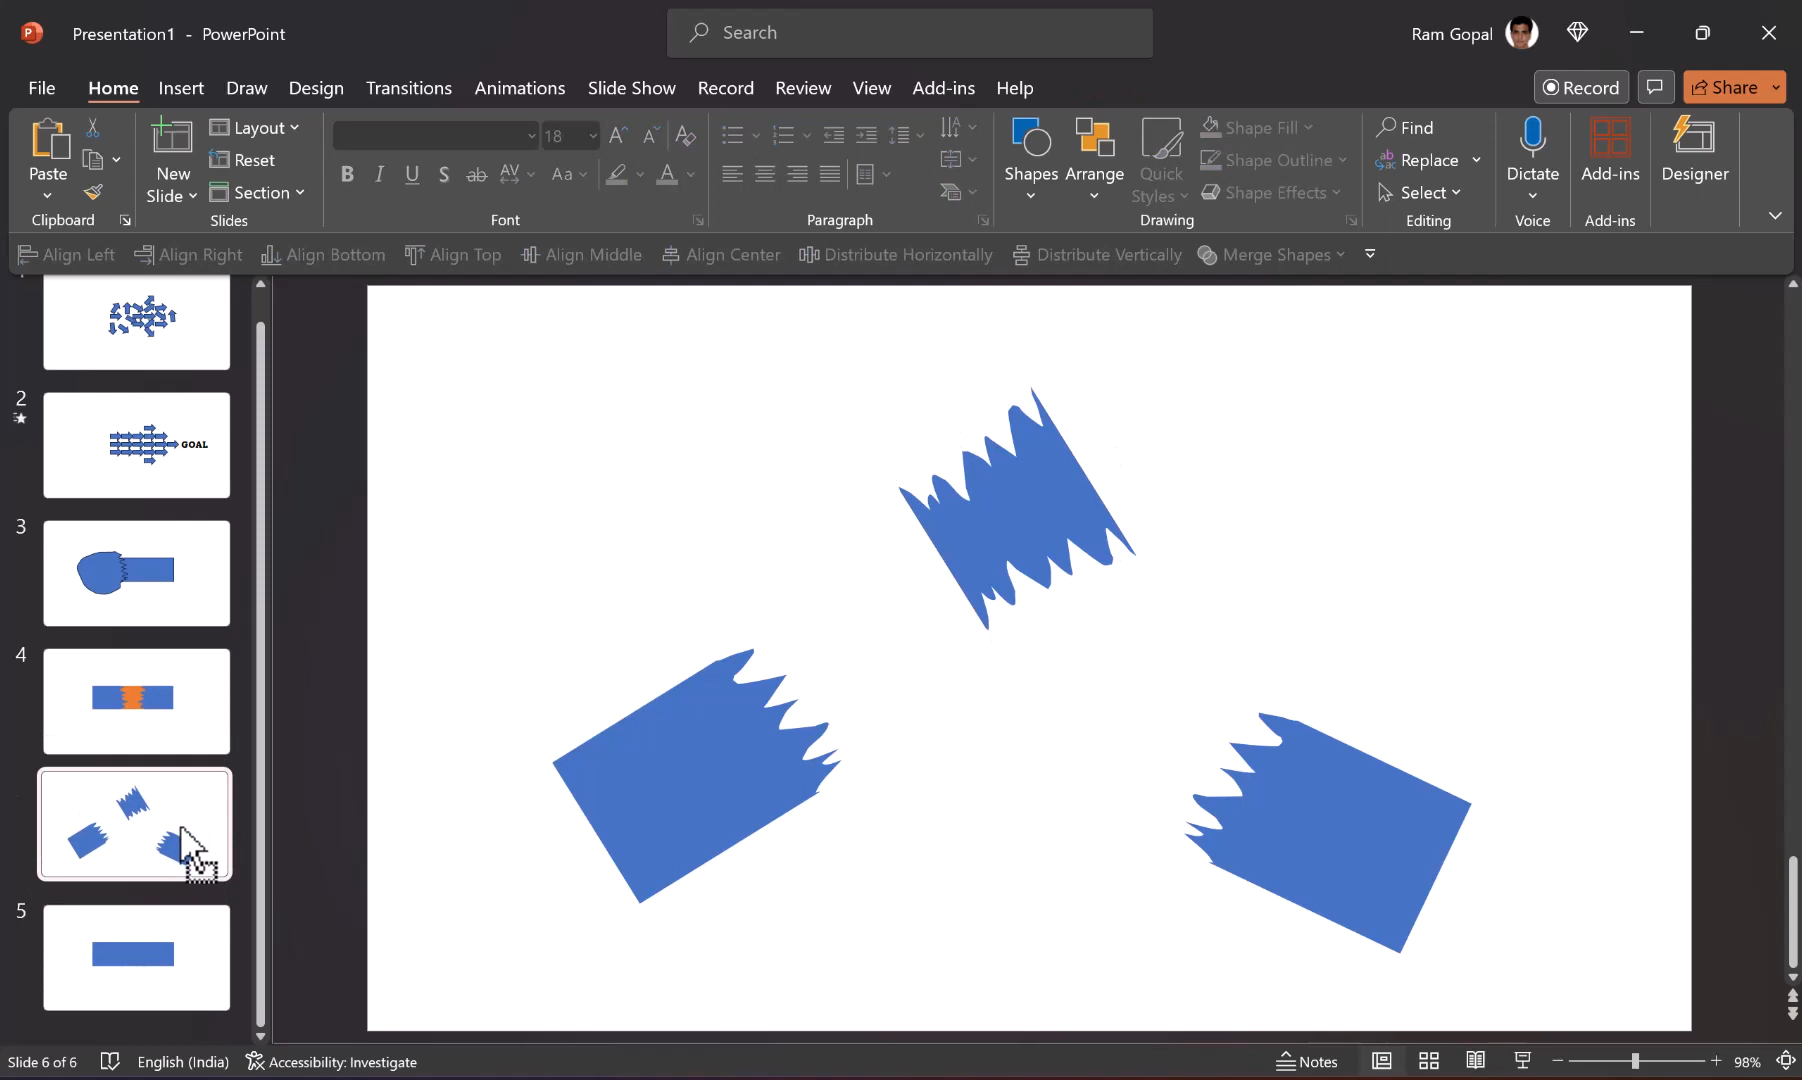 Presentation1 - PowerPoint
Search
Ram Gopal
File Home Insert Draw Design Transitions Animations Slide Show Record Review View Add-ins Help
Record
Share
Paste
Clipboard
New
Slide
Layout
Reset
Section
Slides
18
B I U S ab AV Aa A
Font
Paragraph
Shapes
Arrange
Quick
Styles
Shape Fill
Shape Outline
Shape Effects
Drawing
Find
Replace
Select
Editing
Dictate
Voice
Add-ins
Add-ins
Designer
Align Left Align Right Align Bottom Align Top Align Middle Align Center Distribute Horizontally Distribute Vertically Merge Shapes
2
GOAL
3
4
5
Slide 6 of 6 English (India) Accessibility: Investigate Notes 98%